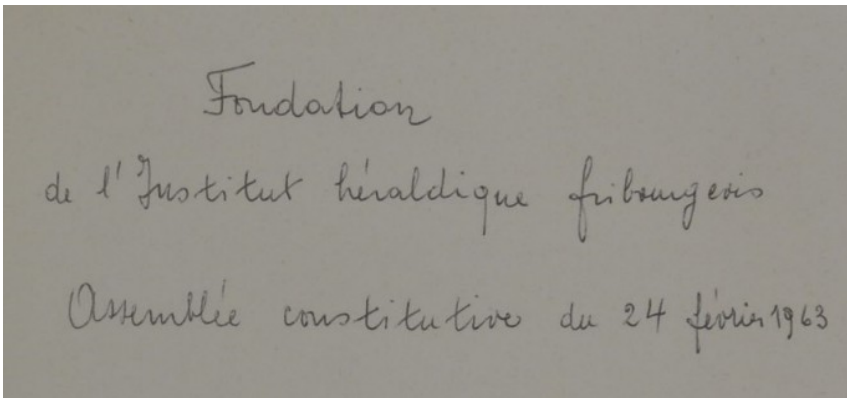 Fondation
de l'Institut héraldique fribourgeois
Assemblée constitutive du 24 février 1963